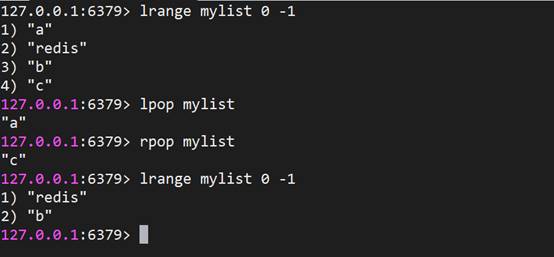 127.0.0.1:6379> lrange mylist 0 -1
1) "a"
2) "redis"
3) "b"
4) "c"
127.0.0.1:6379> lpop mylist
"a"
127.0.0.1:6379> rpop mylist
"c"
127.0.0.1:6379> lrange mylist 0 -1
1) "redis"
2) "b"
127.0.0.1:6379>